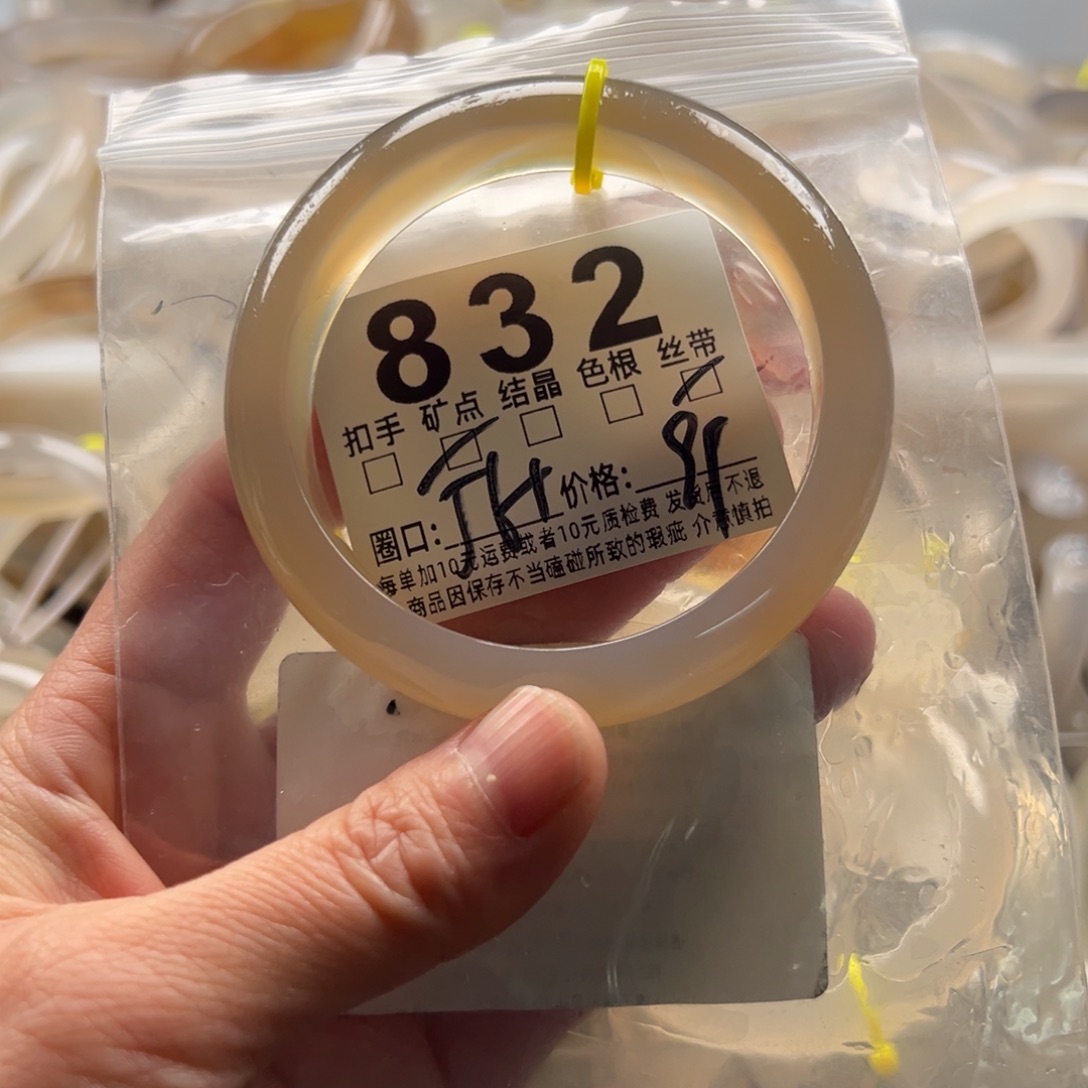 832
扣手 矿点 结晶 色根 丝带
圈口: 价格:
每单加10元运费或者10元质检费 发货后不退
商品因保存不当磕碰所致的瑕疵 介意慎拍